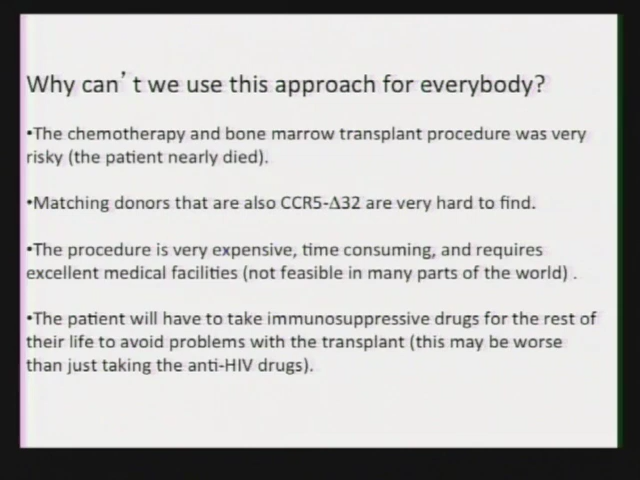 Why can't we use this approach for everybody?
•The chemotherapy and bone marrow transplant procedure was very
risky (the patient nearly died).
•Matching donors that are also CCR5-Δ32 are very hard to find.
•The procedure is very expensive, time consuming, and requires
excellent medical facilities (not feasible in many parts of the world) .
•The patient will have to take immunosuppressive drugs for the rest of
their life to avoid problems with the transplant (this may be worse
than just taking the anti-HIV drugs).